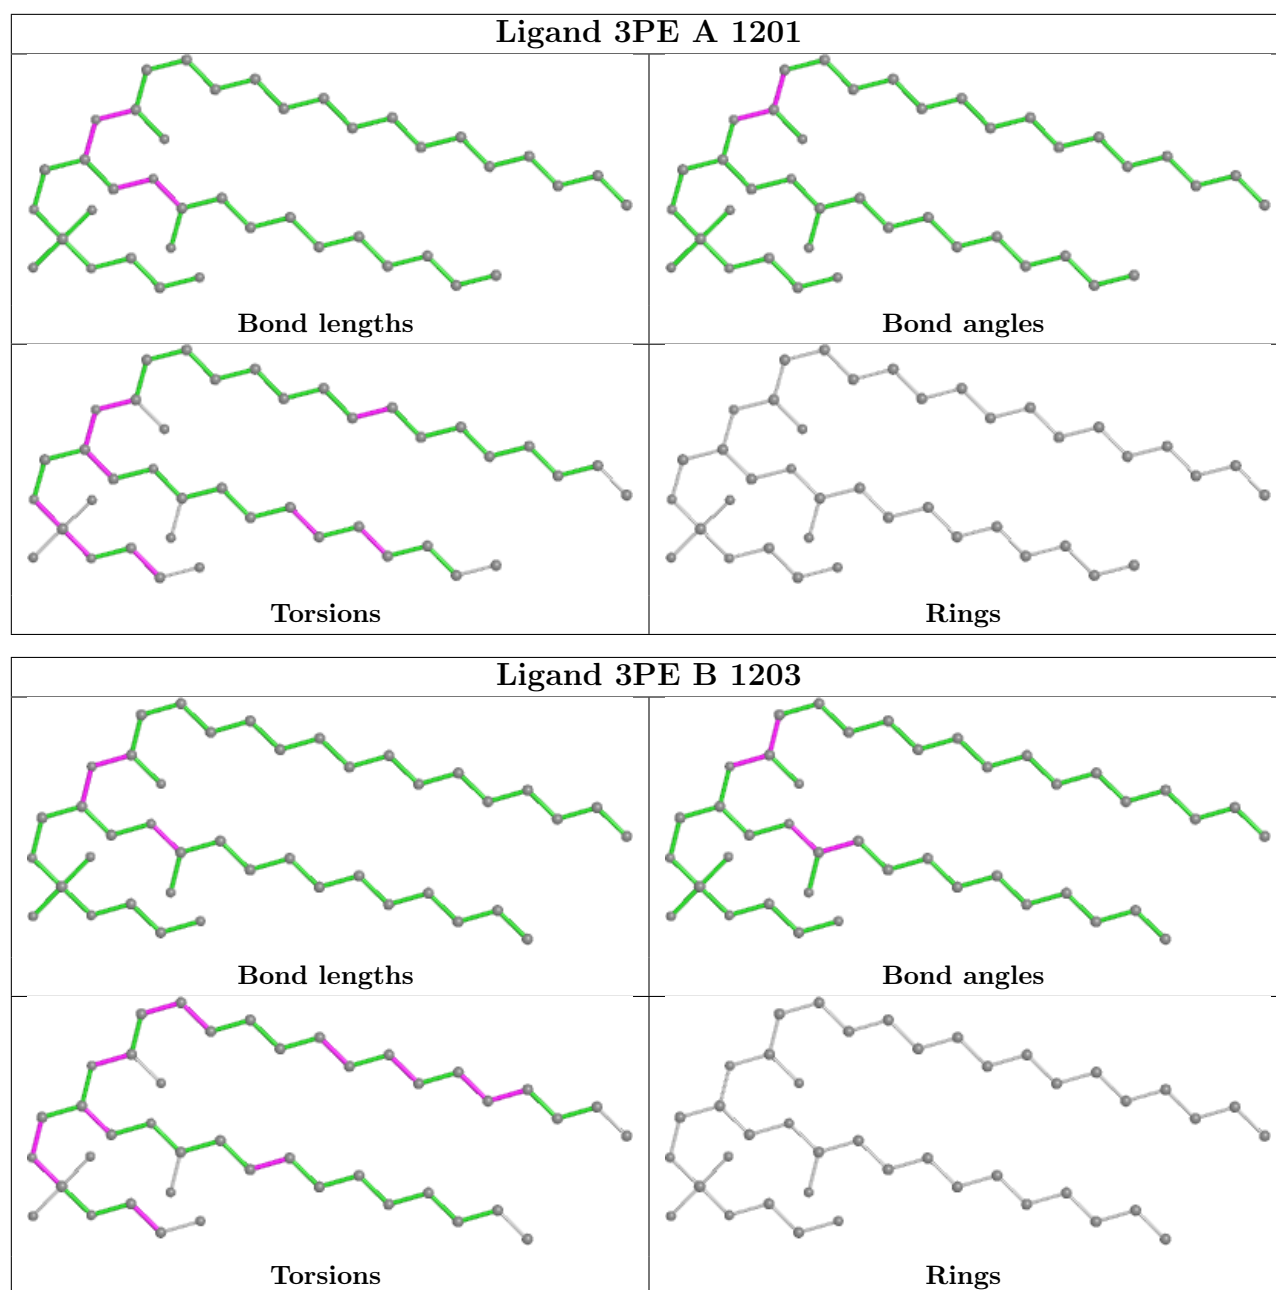 Ligand 3PE A 1201
Bond lengths
Bond angles
Torsions
Rings
Ligand 3PE B 1203
Bond lengths
Bond angles
Torsions
Rings